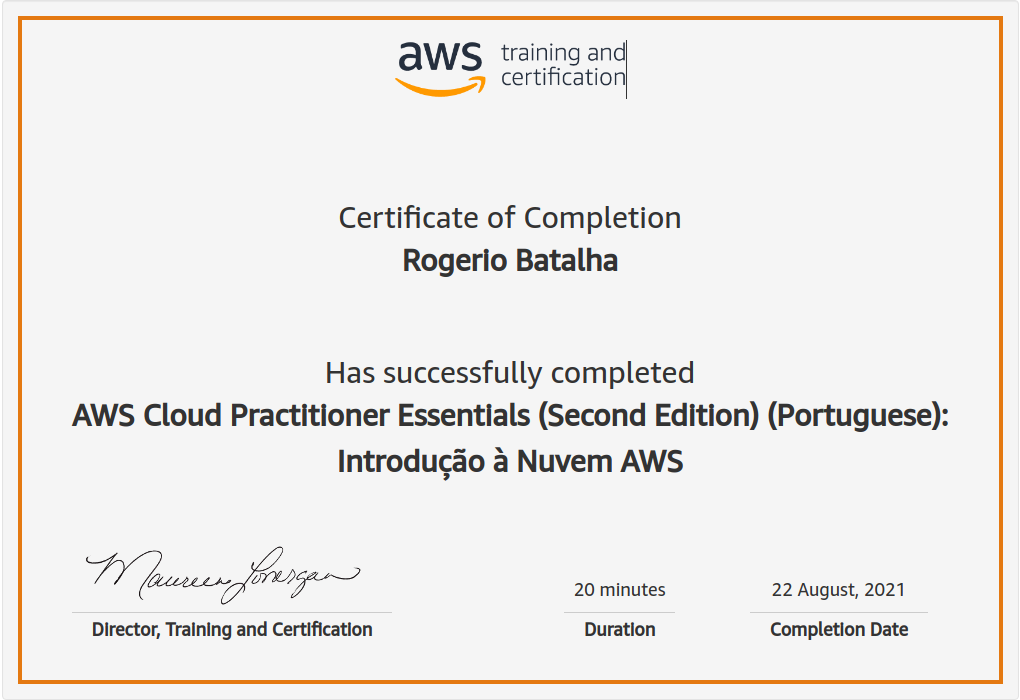 aws training and
certification
Certificate of Completion
Rogerio Batalha
Has successfully completed
AWS Cloud Practitioner Essentials (Second Edition) (Portuguese):
Introdução à Nuvem AWS
Maureen Lonergan
20 minutes
22 August, 2021
Director, Training and Certification
Duration
Completion Date